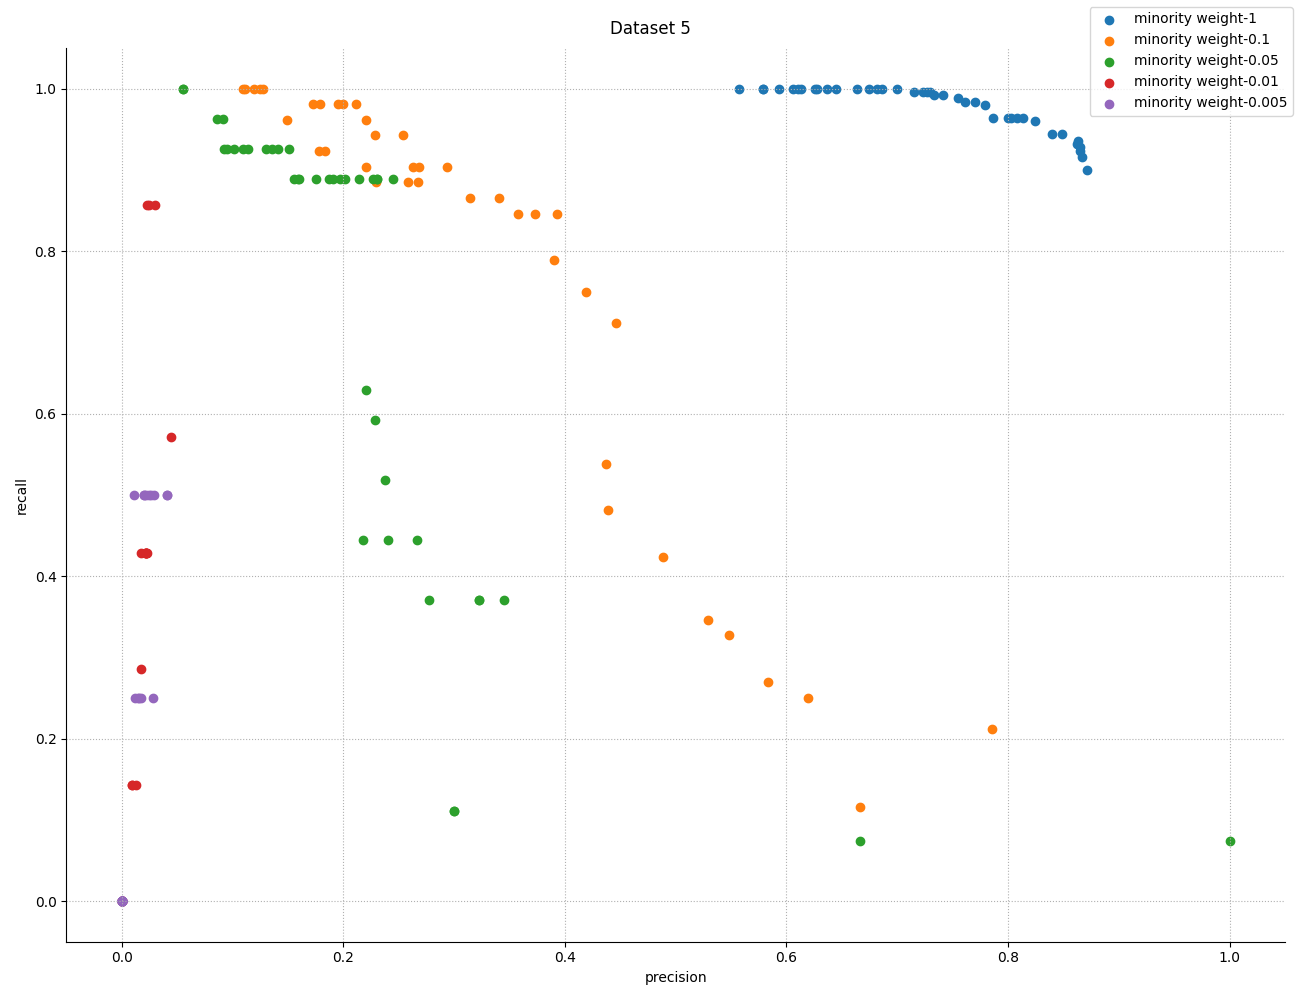 Dataset 5
minority weight-1
minority weight-0.1
minority weight-0.05
minority weight-0.01
minority weight-0.005
1.0
0.8
0.6
0.4
0.2
0.0
recall
0.0 0.2 0.4 0.6 0.8 1.0
precision